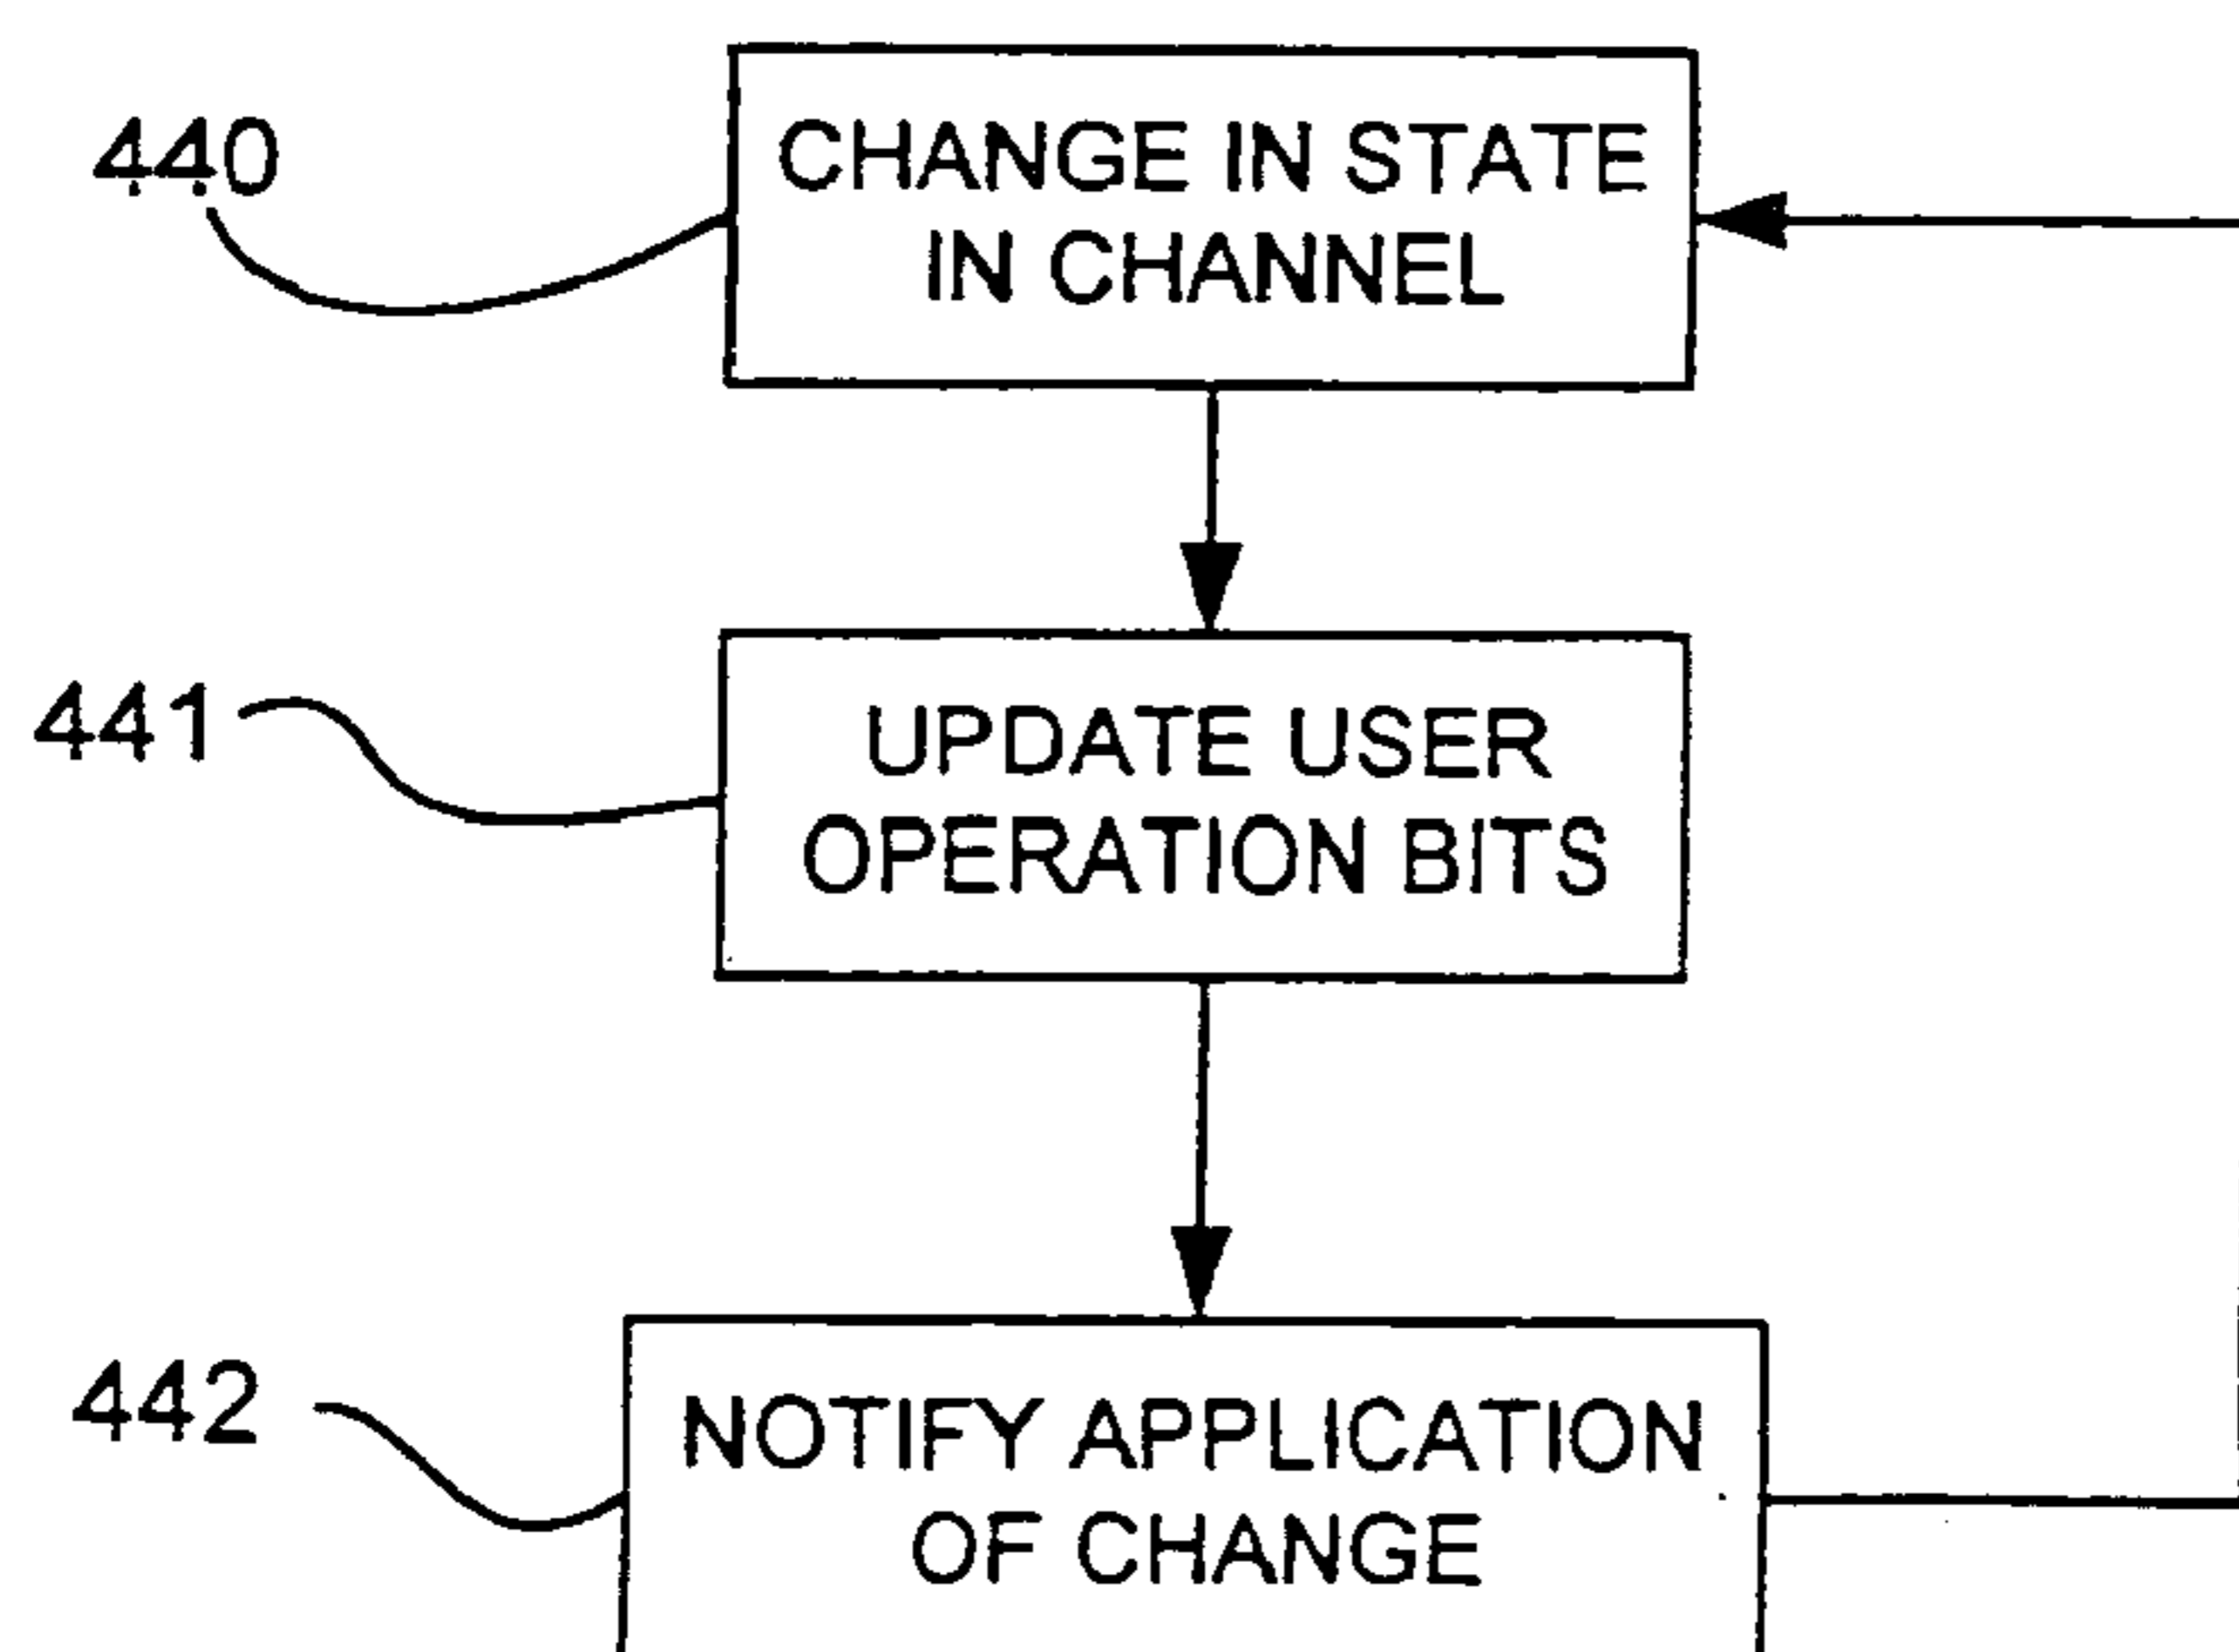 440
CHANGE IN STATE
IN CHANNEL
441
UPDATE USER
OPERATION BITS
442
NOTIFY APPLICATION
OF CHANGE